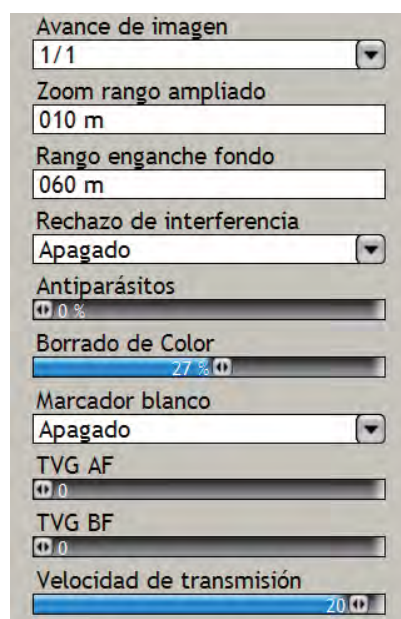 Avance de imagen
1/1
Zoom rango ampliado
010 m
Rango enganche fondo
060 m
Rechazo de interferencia
Apagado
Antiparásitos
0 %
Borrado de Color
27 %
Marcador blanco
Apagado
TVG AF
0
TVG BF
0
Velocidad de transmisión
20